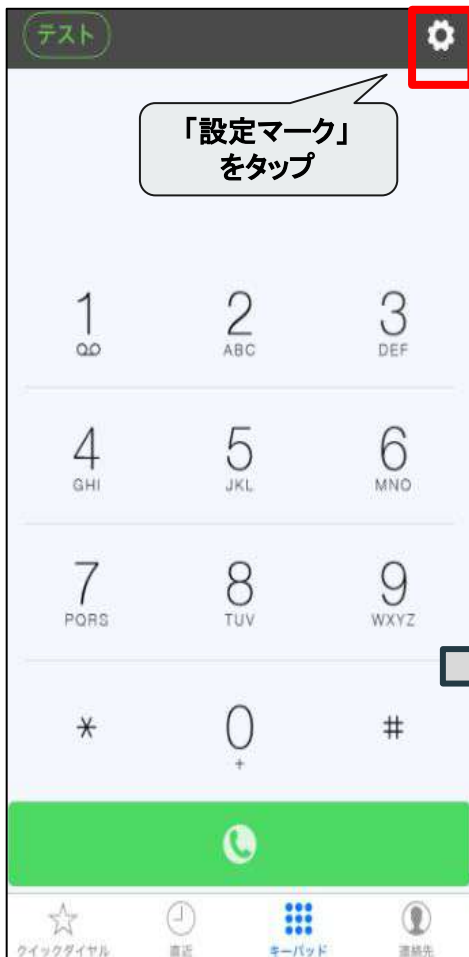 テスト
「設定マーク」
をタップ
1 2 3
ABC DEF
4 5 6
GHI JKL MNO
7 8 9
PQRS TUV WXYZ
* 0 #
+
クイックダイヤル 直近 キーパッド 連絡先